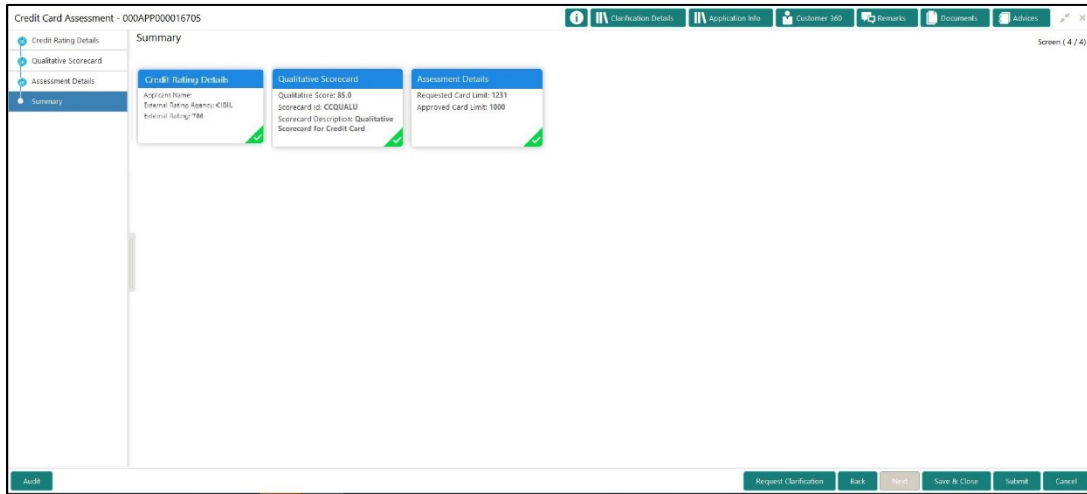 Credit Card Assessment - 000APP000016705
Clarification Details
Application Info
Customer 360
Remarks
Documents
Advices
Credit Rating Details
Qualitative Scorecard
Assessment Details
Summary
Summary
Screen ( 4 / 4)
Credit Rating Details
Applicant Name:
External Rating Agency: CIBIL
External Rating: 786
Qualitative Scorecard
Qualitative Score: 85.0
Scorecard id: CCQUALU
Scorecard Description: Qualitative
Scorecard for Credit Card
Assessment Details
Requested Card Limit: 1231
Approved Card Limit: 1000
Audit
Request Clarification
Back
Next
Save & Close
Submit
Cancel